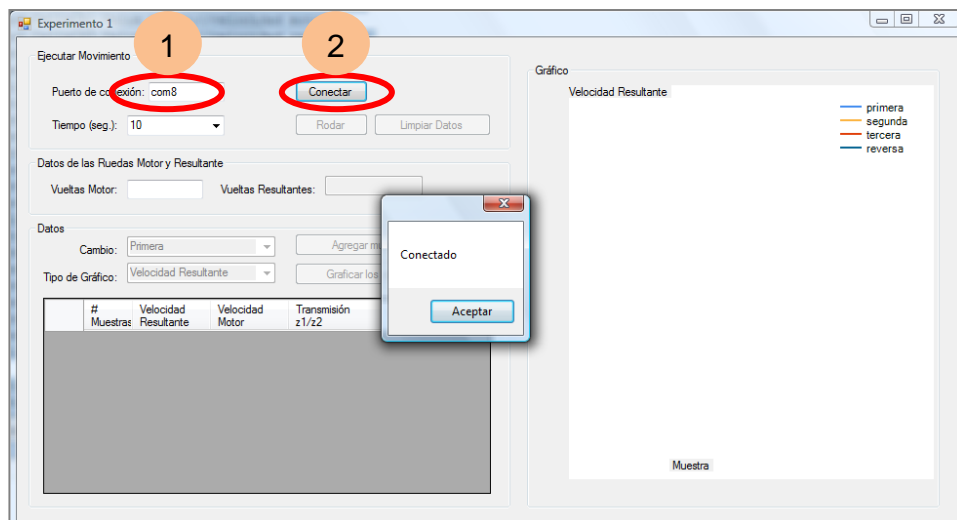 Experimento 1
1
2
Ejecutar Movimiento
Puerto de conexión: com8
Conectar
Tiempo (seg.): 10
Rodar
Limpiar Datos
Datos de las Ruedas Motor y Resultante
Vueltas Motor:
Vueltas Resultantes:
Datos
Cambio: Primera
Agregar
Tipo de Gráfico: Velocidad Resultante
Graficar los
# Muestras
Velocidad Resultante
Velocidad Motor
Transmisión z1/z2
Conectado
Aceptar
Gráfico
Velocidad Resultante
primera
segunda
tercera
reversa
Muestra